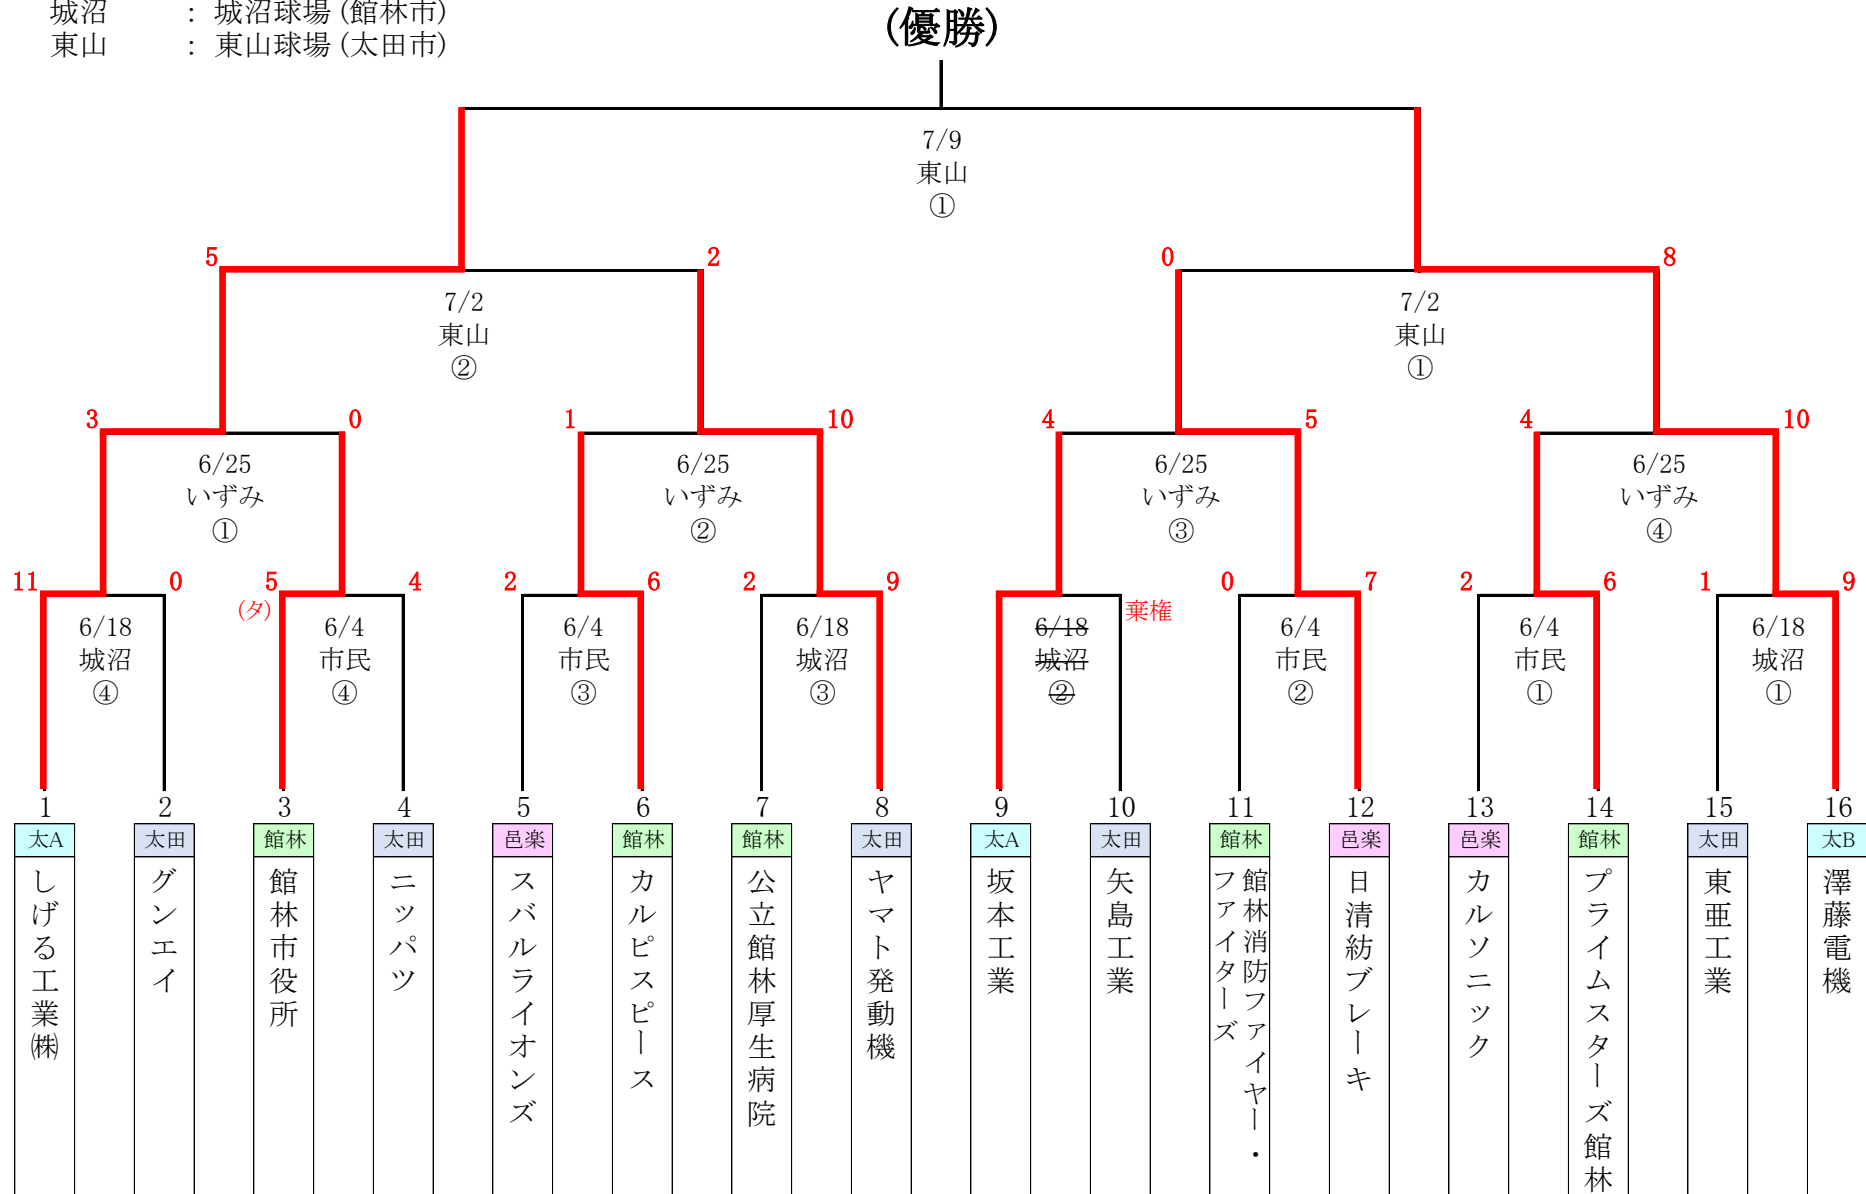 城沼 : 城沼球場(館林市)
東山 : 東山球場(太田市)
(優勝)
7/9
東山
①
5 2 0 8
7/2
東山
②
7/2
東山
①
3 0 1 10 4 5 4 10
6/25
いずみ
①
6/25
いずみ
②
6/25
いずみ
③
6/25
いずみ
④
11 0 5 4 2 6 2 9 0 7 2 6 1 9
(タ)
棄権
6/18
城沼
④
6/4
市民
④
6/4
市民
③
6/18
城沼
③
6/18
城沼
②
6/4
市民
②
6/4
市民
①
6/18
城沼
①
1 2 3 4 5 6 7 8 9 10 11 12 13 14 15 16
太A 太田 館林 太田 邑楽 館林 館林 太田 太A 太田 館林 邑楽 邑楽 館林 太田 太B
しげる工業㈱
グンエイ
館林市役所
ニッパツ
スバルライオンズ
カルピスピース
公立館林厚生病院
ヤマト発動機
坂本工業
矢島工業
館林消防ファイヤー・
ファイターズ
日清紡ブレーキ
カルソニック
プライムスターズ館林
東亜工業
澤藤電機